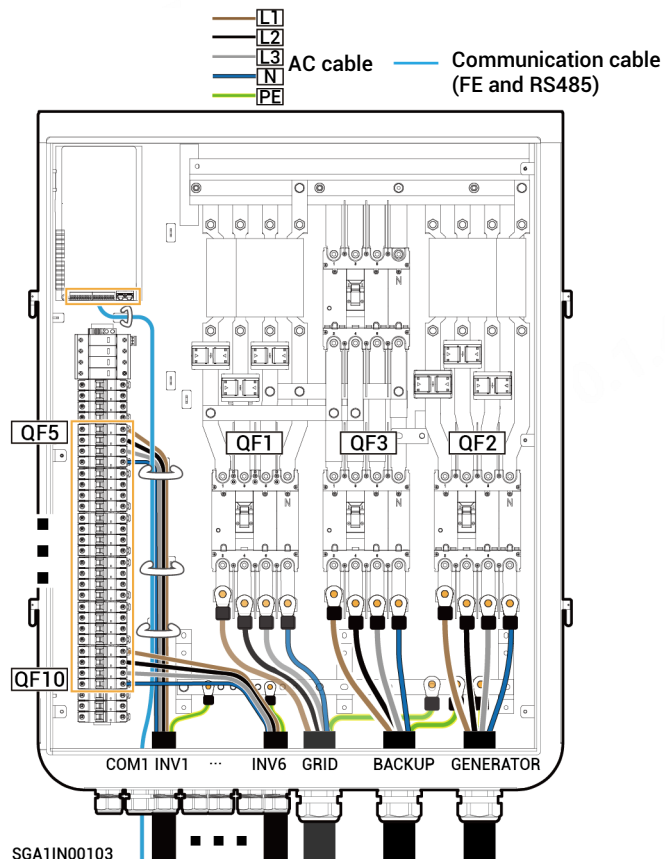 L1
L2
L3
N
PE
AC cable
Communication cable
(FE and RS485)
QF5
QF1
QF3
QF2
N
N
N
N
QF10
COM1 INV1 ... INV6 GRID BACKUP GENERATOR
SGA1IN00103